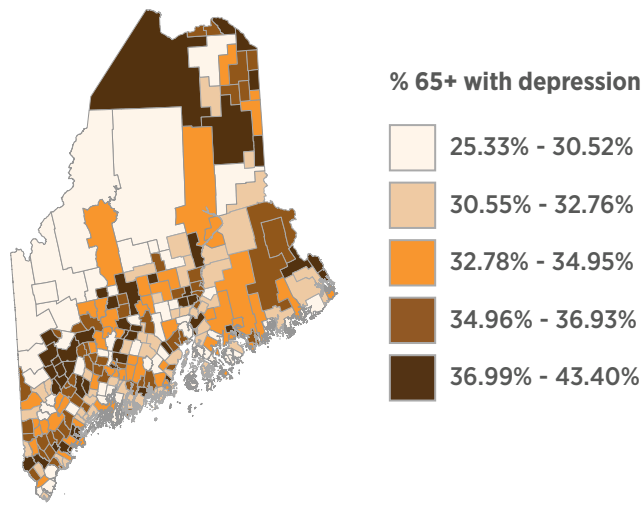 % 65+ with depression
25.33% - 30.52%
30.55% - 32.76%
32.78% - 34.95%
34.96% - 36.93%
36.99% - 43.40%